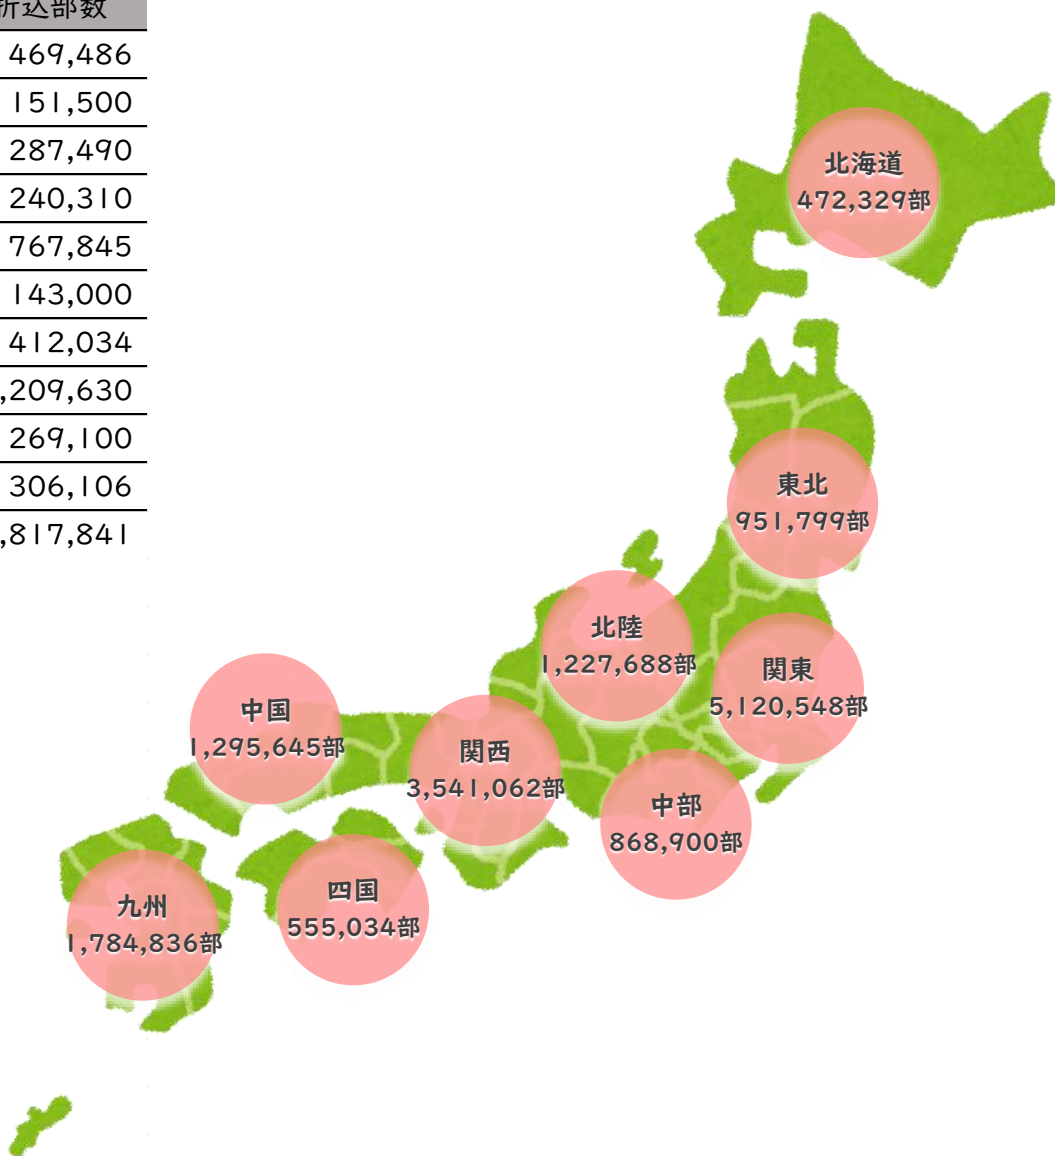 折込部数
469,486
151,500
287,490
240,310
767,845
143,000
412,034
,209,630
269,100
306,106
,817,841
北海道
472,329部
東北
951,799部
北陸
1,227,688部
関東
5,120,548部
中国
1,295,645部
関西
3,541,062部
中部
868,900部
四国
555,034部
九州
1,784,836部